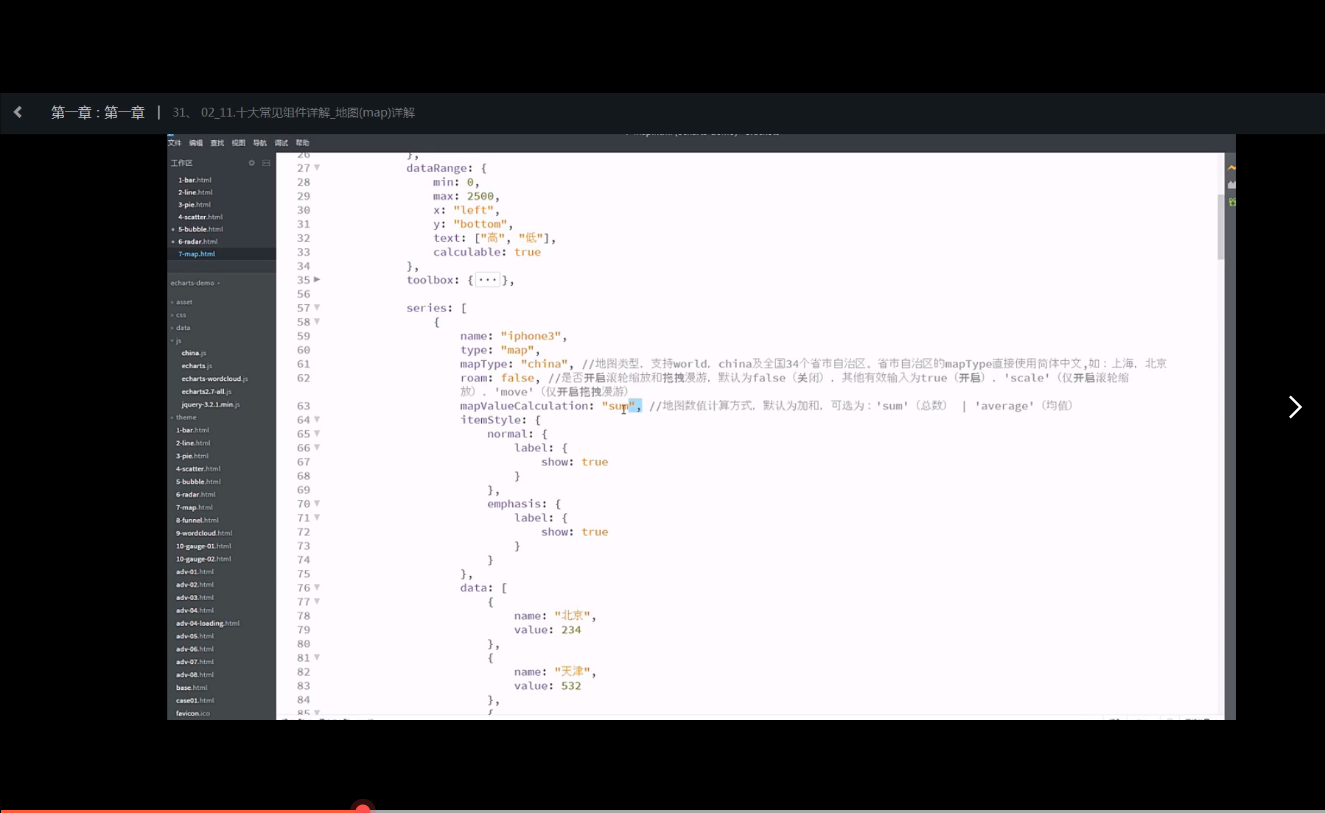 第一章 : 第一章 | 31、 02_11.十大常见组件详解_地图(map)详解
文件 编辑 查找 视图 导航 调试 帮助
工作区
1-bar.html
2-line.html
3-pie.html
4-scatter.html
5-bubble.html
6-radar.html
7-map.html
echarts-demo
asset
css
data
js
china.js
echarts.js
echarts-wordcloud.js
echarts2.7-all.js
jquery-3.2.1.min.js
theme
1-bar.html
2-line.html
3-pie.html
4-scatter.html
5-bubble.html
6-radar.html
7-map.html
8-funnel.html
9-wordcloud.html
10-gauge-01.html
10-gauge-02.html
adv-01.html
adv-02.html
adv-03.html
adv-04.html
adv-04-loading.html
adv-05.html
adv-06.html
adv-07.html
adv-08.html
base.html
case01.html
favicon.ico
26 },
27 dataRange: {
28 min: 0,
29 max: 2500,
30 x: "left",
31 y: "bottom",
32 text: ["高", "低"],
33 calculable: true
34 },
35 toolbox: {...},
56
57 series: [
58 {
59 name: "iphone3",
60 type: "map",
61 mapType: "china", //地图类型，支持world，china及全国34个省市自治区。省市自治区的mapType直接使用简体中文,如：上海，北京
62 roam: false, //是否开启滚轮缩放和拖拽漫游，默认为false（关闭），其他有效输入为true（开启），'scale'（仅开启滚轮缩
放），'move'（仅开启拖拽漫游）
63 mapValueCalculation: "sum", //地图数值计算方式，默认为加和，可选为：'sum'（总数） | 'average'（均值）
64 itemStyle: {
65 normal: {
66 label: {
67 show: true
68 }
69 },
70 emphasis: {
71 label: {
72 show: true
73 }
74 }
75 },
76 data: [
77 {
78 name: "北京",
79 value: 234
80 },
81 {
82 name: "天津",
83 value: 532
84 },
85 {